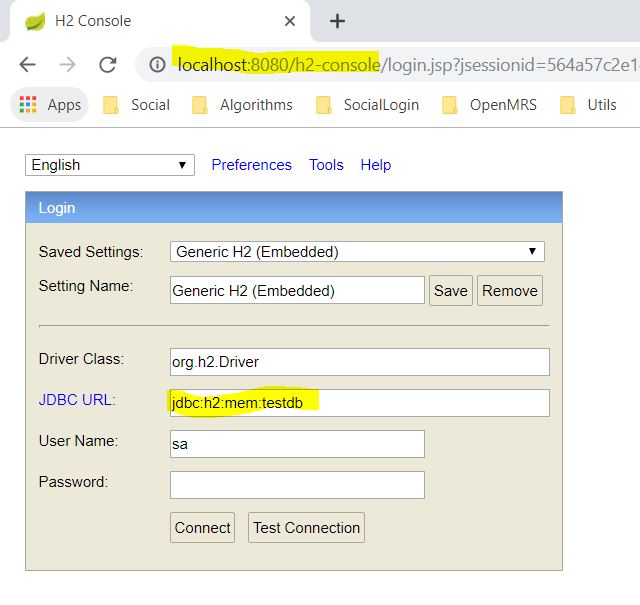 H2 Console
localhost:8080/h2-console/login.jsp?jsessionid=564a57c2e1
Apps Social Algorithms SocialLogin OpenMRS Utils
English Preferences Tools Help
Login
Saved Settings: Generic H2 (Embedded)
Setting Name: Generic H2 (Embedded) Save Remove
Driver Class: org.h2.Driver
JDBC URL: jdbc:h2:mem:testdb
User Name: sa
Password:
Connect Test Connection